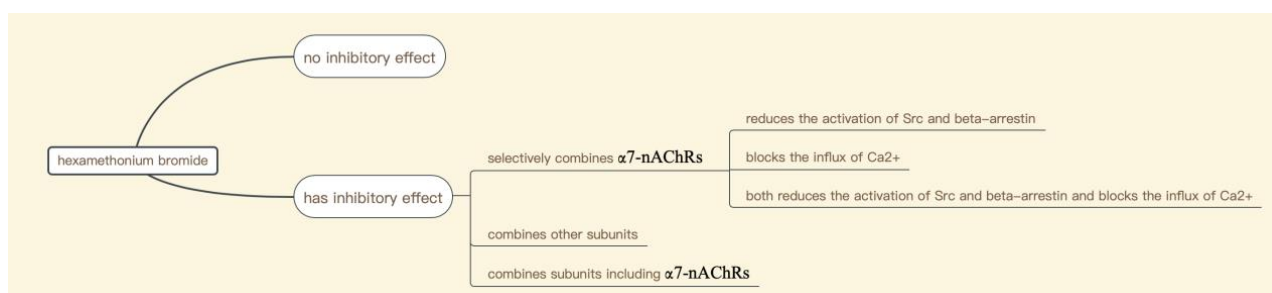 no inhibitory effect
reduces the activation of Src and beta-arrestin
hexamethonium bromide
selectively combines α7-nAChRs
blocks the influx of Ca2+
has inhibitory effect
both reduces the activation of Src and beta-arrestin and blocks the influx of Ca2+
combines other subunits
combines subunits including α7-nAChRs